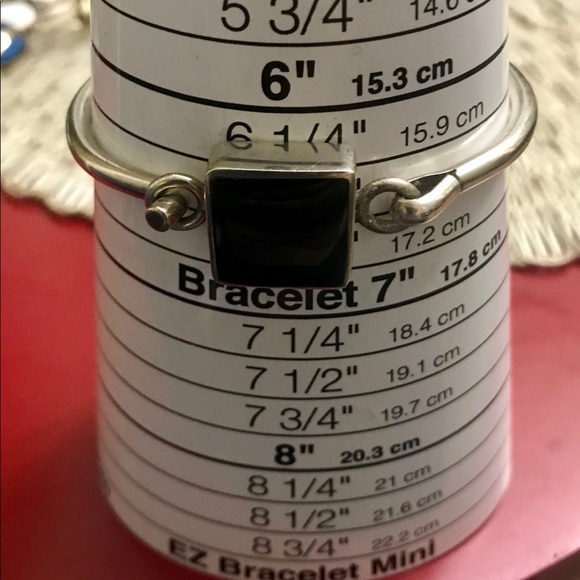 5 3/4"
6" 15.3 cm
6 1/4" 15.9 cm
17.2 cm
Bracelet 7" 17.8 cm
7 1/4" 18.4 cm
7 1/2" 19.1 cm
7 3/4" 19.7 cm
8" 20.3 cm
8 1/4" 21 cm
8 1/2" 21.6 cm
8 3/4" 22.2 cm
EZ Bracelet Mini